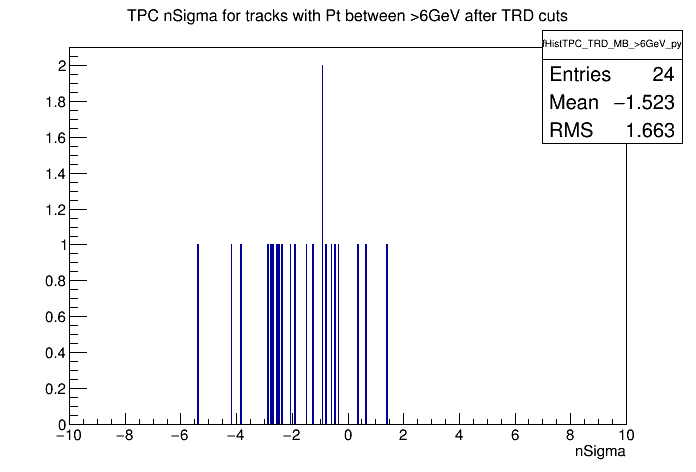 TPC nSigma for tracks with Pt between >6GeV after TRD cuts
fHistTPC_TRD_MB_>6GeV_py
Entries 24
Mean −1.523
RMS 1.663
2
1.8
1.6
1.4
1.2
1
0.8
0.6
0.4
0.2
0
−10 −8 −6 −4 −2 0 2 4 6 8 10
nSigma